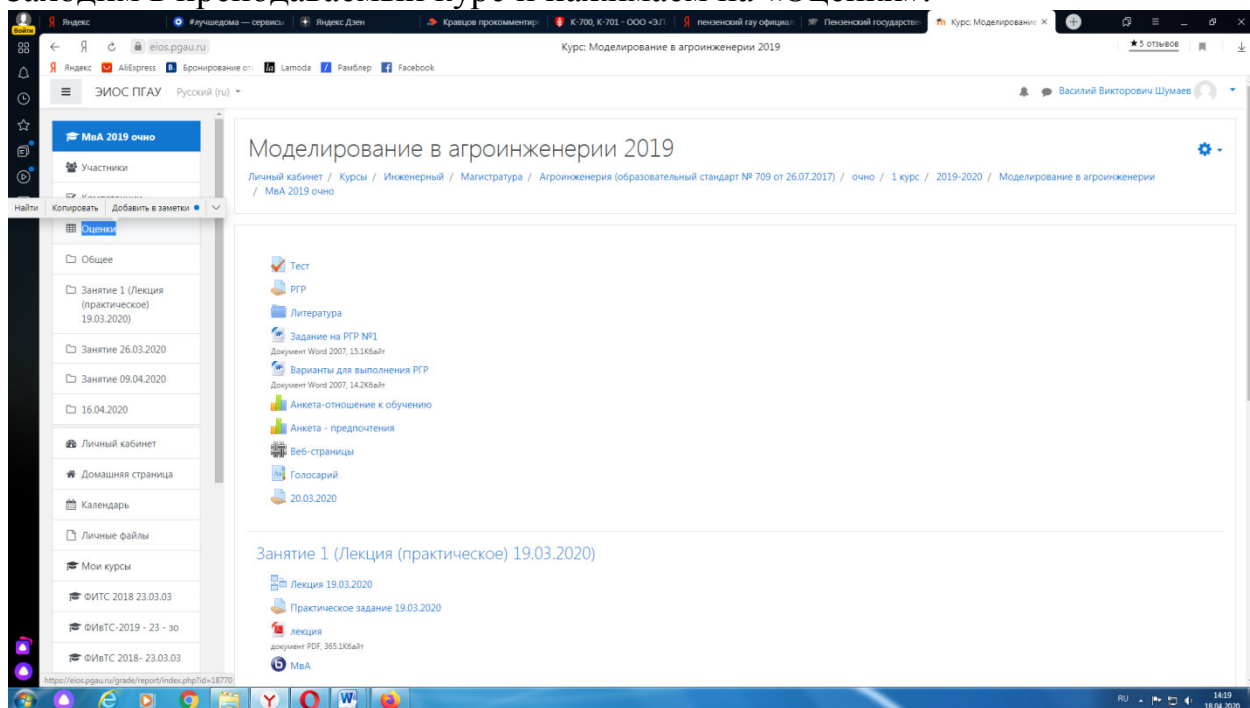 Войти
Яндекс
#лучшедома — сервисы
Яндекс.Дзен
Кравцов прокомментир
К-700, К-701 - ООО «З.П.
пензенский гау официал
Пензенский государстве
Курс: Моделирование
eios.pgau.ru
Курс: Моделирование в агроинженерии 2019
★5 отзывов
Яндекс
AliExpress
Бронирование от
Lamoda
Рамблер
Facebook
ЭИОС ПГАУ Русский (ru)
Василий Викторович Шумаев
МвА 2019 очно
Участники
Найти Копировать Добавить в заметки
Оценки
Общее
Занятие 1 (Лекция
(практическое)
19.03.2020)
Занятие 26.03.2020
Занятие 09.04.2020
16.04.2020
Личный кабинет
Домашняя страница
Календарь
Личные файлы
Мои курсы
ФИТС 2018 23.03.03
ФИвТС-2019 - 23 - зо
ФИвТС 2018- 23.03.03
https://eios.pgau.ru/grade/report/index.php?id=18770
Моделирование в агроинженерии 2019
Личный кабинет / Курсы / Инженерный / Магистратура / Агроинженерия (образовательный стандарт № 709 от 26.07.2017) / очно / 1 курс / 2019-2020 / Моделирование в агроинженерии
/ МвА 2019 очно
Тест
РГР
Литература
Задание на РГР №1
Документ Word 2007, 15.1Кбайт
Варианты для выполнения РГР
Документ Word 2007, 14.2Кбайт
Анкета-отношение к обучению
Анкета - предпочтения
Веб-страницы
Голосарий
20.03.2020
Занятие 1 (Лекция (практическое) 19.03.2020)
Лекция 19.03.2020
Практическое задание 19.03.2020
лекция
документ PDF, 365.1Кбайт
МвА
RU
14:19
18.04.2020